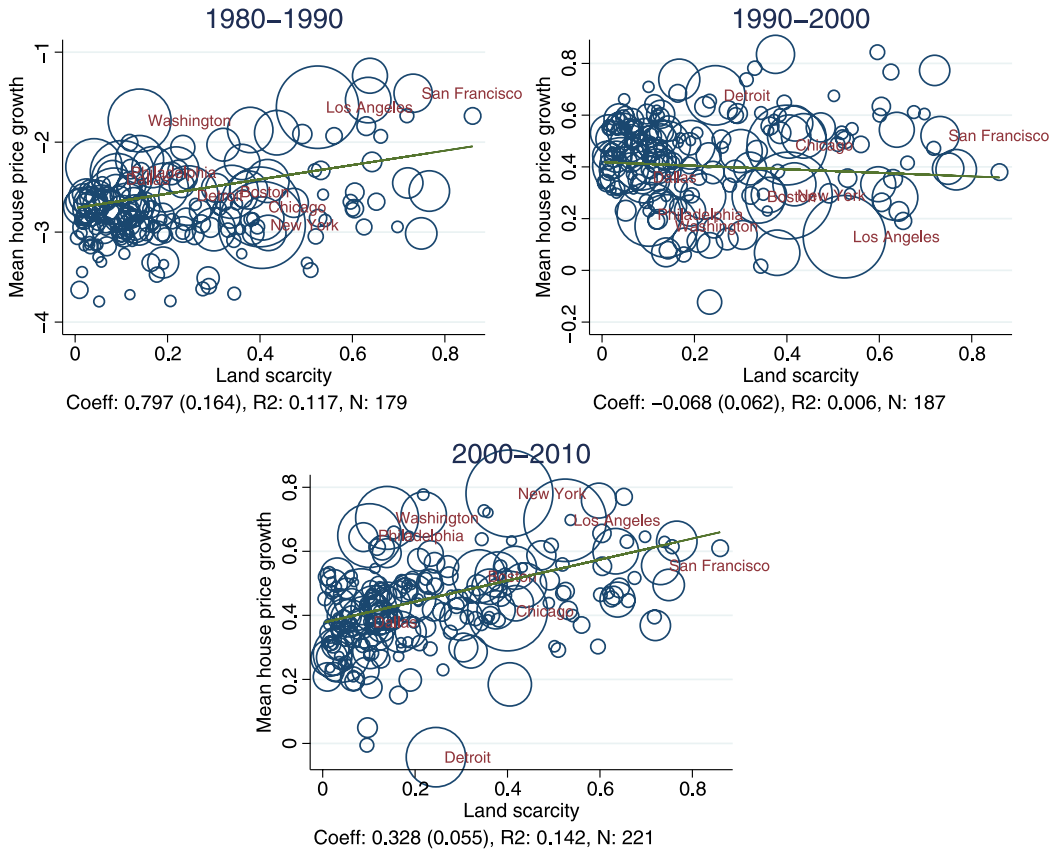 1980−1990
Mean house price growth
−1
−2
−3
−4
San Francisco
Los Angeles
Washington
Philadelphia
Dallas
Detroit
Boston
Chicago
New York
0
0.2
0.4
0.6
0.8
Land scarcity
Coeff: 0.797 (0.164), R2: 0.117, N: 179
1990−2000
Mean house price growth
0.8
0.6
0.4
0.2
0
−0.2
Detroit
San Francisco
Chicago
Dallas
Boston
New York
Philadelphia
Washington
Los Angeles
0
0.2
0.4
0.6
0.8
Land scarcity
Coeff: −0.068 (0.062), R2: 0.006, N: 187
2000−2010
Mean house price growth
0.8
0.6
0.4
0.2
0
New York
Washington
Los Angeles
Philadelphia
San Francisco
Boston
Chicago
Dallas
Detroit
0
0.2
0.4
0.6
0.8
Land scarcity
Coeff: 0.328 (0.055), R2: 0.142, N: 221